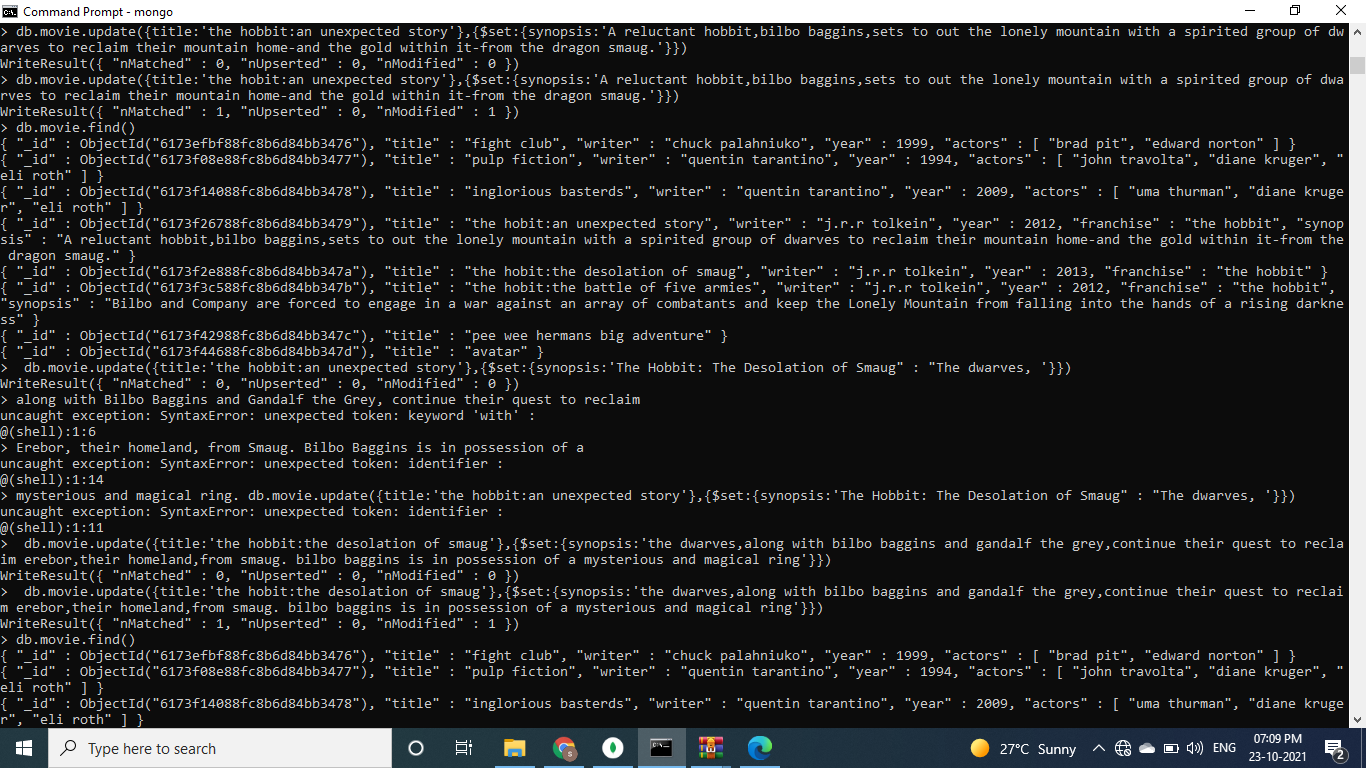 Command Prompt - mongo
> db.movie.update({title:'the hobbit:an unexpected story'},{$set:{synopsis:'A reluctant hobbit,bilbo baggins,sets to out the lonely mountain with a spirited group of dw
arves to reclaim their mountain home-and the gold within it-from the dragon smaug.'}})
WriteResult({ "nMatched" : 0, "nUpserted" : 0, "nModified" : 0 })
> db.movie.update({title:'the hobit:an unexpected story'},{$set:{synopsis:'A reluctant hobbit,bilbo baggins,sets to out the lonely mountain with a spirited group of dwa
rves to reclaim their mountain home-and the gold within it-from the dragon smaug.'}})
WriteResult({ "nMatched" : 1, "nUpserted" : 0, "nModified" : 1 })
> db.movie.find()
{ "_id" : ObjectId("6173efbf88fc8b6d84bb3476"), "title" : "fight club", "writer" : "chuck palahniuko", "year" : 1999, "actors" : [ "brad pit", "edward norton" ] }
{ "_id" : ObjectId("6173f08e88fc8b6d84bb3477"), "title" : "pulp fiction", "writer" : "quentin tarantino", "year" : 1994, "actors" : [ "john travolta", "diane kruger", "
eli roth" ] }
{ "_id" : ObjectId("6173f14088fc8b6d84bb3478"), "title" : "inglorious basterds", "writer" : "quentin tarantino", "year" : 2009, "actors" : [ "uma thurman", "diane kruge
r", "eli roth" ] }
{ "_id" : ObjectId("6173f26788fc8b6d84bb3479"), "title" : "the hobit:an unexpected story", "writer" : "j.r.r tolkein", "year" : 2012, "franchise" : "the hobbit", "synop
sis" : "A reluctant hobbit,bilbo baggins,sets to out the lonely mountain with a spirited group of dwarves to reclaim their mountain home-and the gold within it-from the
 dragon smaug." }
{ "_id" : ObjectId("6173f2e888fc8b6d84bb347a"), "title" : "the hobit:the desolation of smaug", "writer" : "j.r.r tolkein", "year" : 2013, "franchise" : "the hobbit" }
{ "_id" : ObjectId("6173f3c588fc8b6d84bb347b"), "title" : "the hobit:the battle of five armies", "writer" : "j.r.r tolkein", "year" : 2012, "franchise" : "the hobbit",
"synopsis" : "Bilbo and Company are forced to engage in a war against an array of combatants and keep the Lonely Mountain from falling into the hands of a rising darkne
ss" }
{ "_id" : ObjectId("6173f42988fc8b6d84bb347c"), "title" : "pee wee hermans big adventure" }
{ "_id" : ObjectId("6173f44688fc8b6d84bb347d"), "title" : "avatar" }
>  db.movie.update({title:'the hobbit:an unexpected story'},{$set:{synopsis:'The Hobbit: The Desolation of Smaug" : "The dwarves, '}})
WriteResult({ "nMatched" : 0, "nUpserted" : 0, "nModified" : 0 })
> along with Bilbo Baggins and Gandalf the Grey, continue their quest to reclaim
uncaught exception: SyntaxError: unexpected token: keyword 'with' :
@(shell):1:6
> Erebor, their homeland, from Smaug. Bilbo Baggins is in possession of a
uncaught exception: SyntaxError: unexpected token: identifier :
@(shell):1:14
> mysterious and magical ring. db.movie.update({title:'the hobbit:an unexpected story'},{$set:{synopsis:'The Hobbit: The Desolation of Smaug" : "The dwarves, '}})
uncaught exception: SyntaxError: unexpected token: identifier :
@(shell):1:11
>  db.movie.update({title:'the hobbit:the desolation of smaug'},{$set:{synopsis:'the dwarves,along with bilbo baggins and gandalf the grey,continue their quest to recla
im erebor,their homeland,from smaug. bilbo baggins is in possession of a mysterious and magical ring'}})
WriteResult({ "nMatched" : 0, "nUpserted" : 0, "nModified" : 0 })
>  db.movie.update({title:'the hobit:the desolation of smaug'},{$set:{synopsis:'the dwarves,along with bilbo baggins and gandalf the grey,continue their quest to reclai
m erebor,their homeland,from smaug. bilbo baggins is in possession of a mysterious and magical ring'}})
WriteResult({ "nMatched" : 1, "nUpserted" : 0, "nModified" : 1 })
> db.movie.find()
{ "_id" : ObjectId("6173efbf88fc8b6d84bb3476"), "title" : "fight club", "writer" : "chuck palahniuko", "year" : 1999, "actors" : [ "brad pit", "edward norton" ] }
{ "_id" : ObjectId("6173f08e88fc8b6d84bb3477"), "title" : "pulp fiction", "writer" : "quentin tarantino", "year" : 1994, "actors" : [ "john travolta", "diane kruger", "
eli roth" ] }
{ "_id" : ObjectId("6173f14088fc8b6d84bb3478"), "title" : "inglorious basterds", "writer" : "quentin tarantino", "year" : 2009, "actors" : [ "uma thurman", "diane kruge
r", "eli roth" ] }
Type here to search
27°C Sunny
ENG
07:09 PM
23-10-2021
2